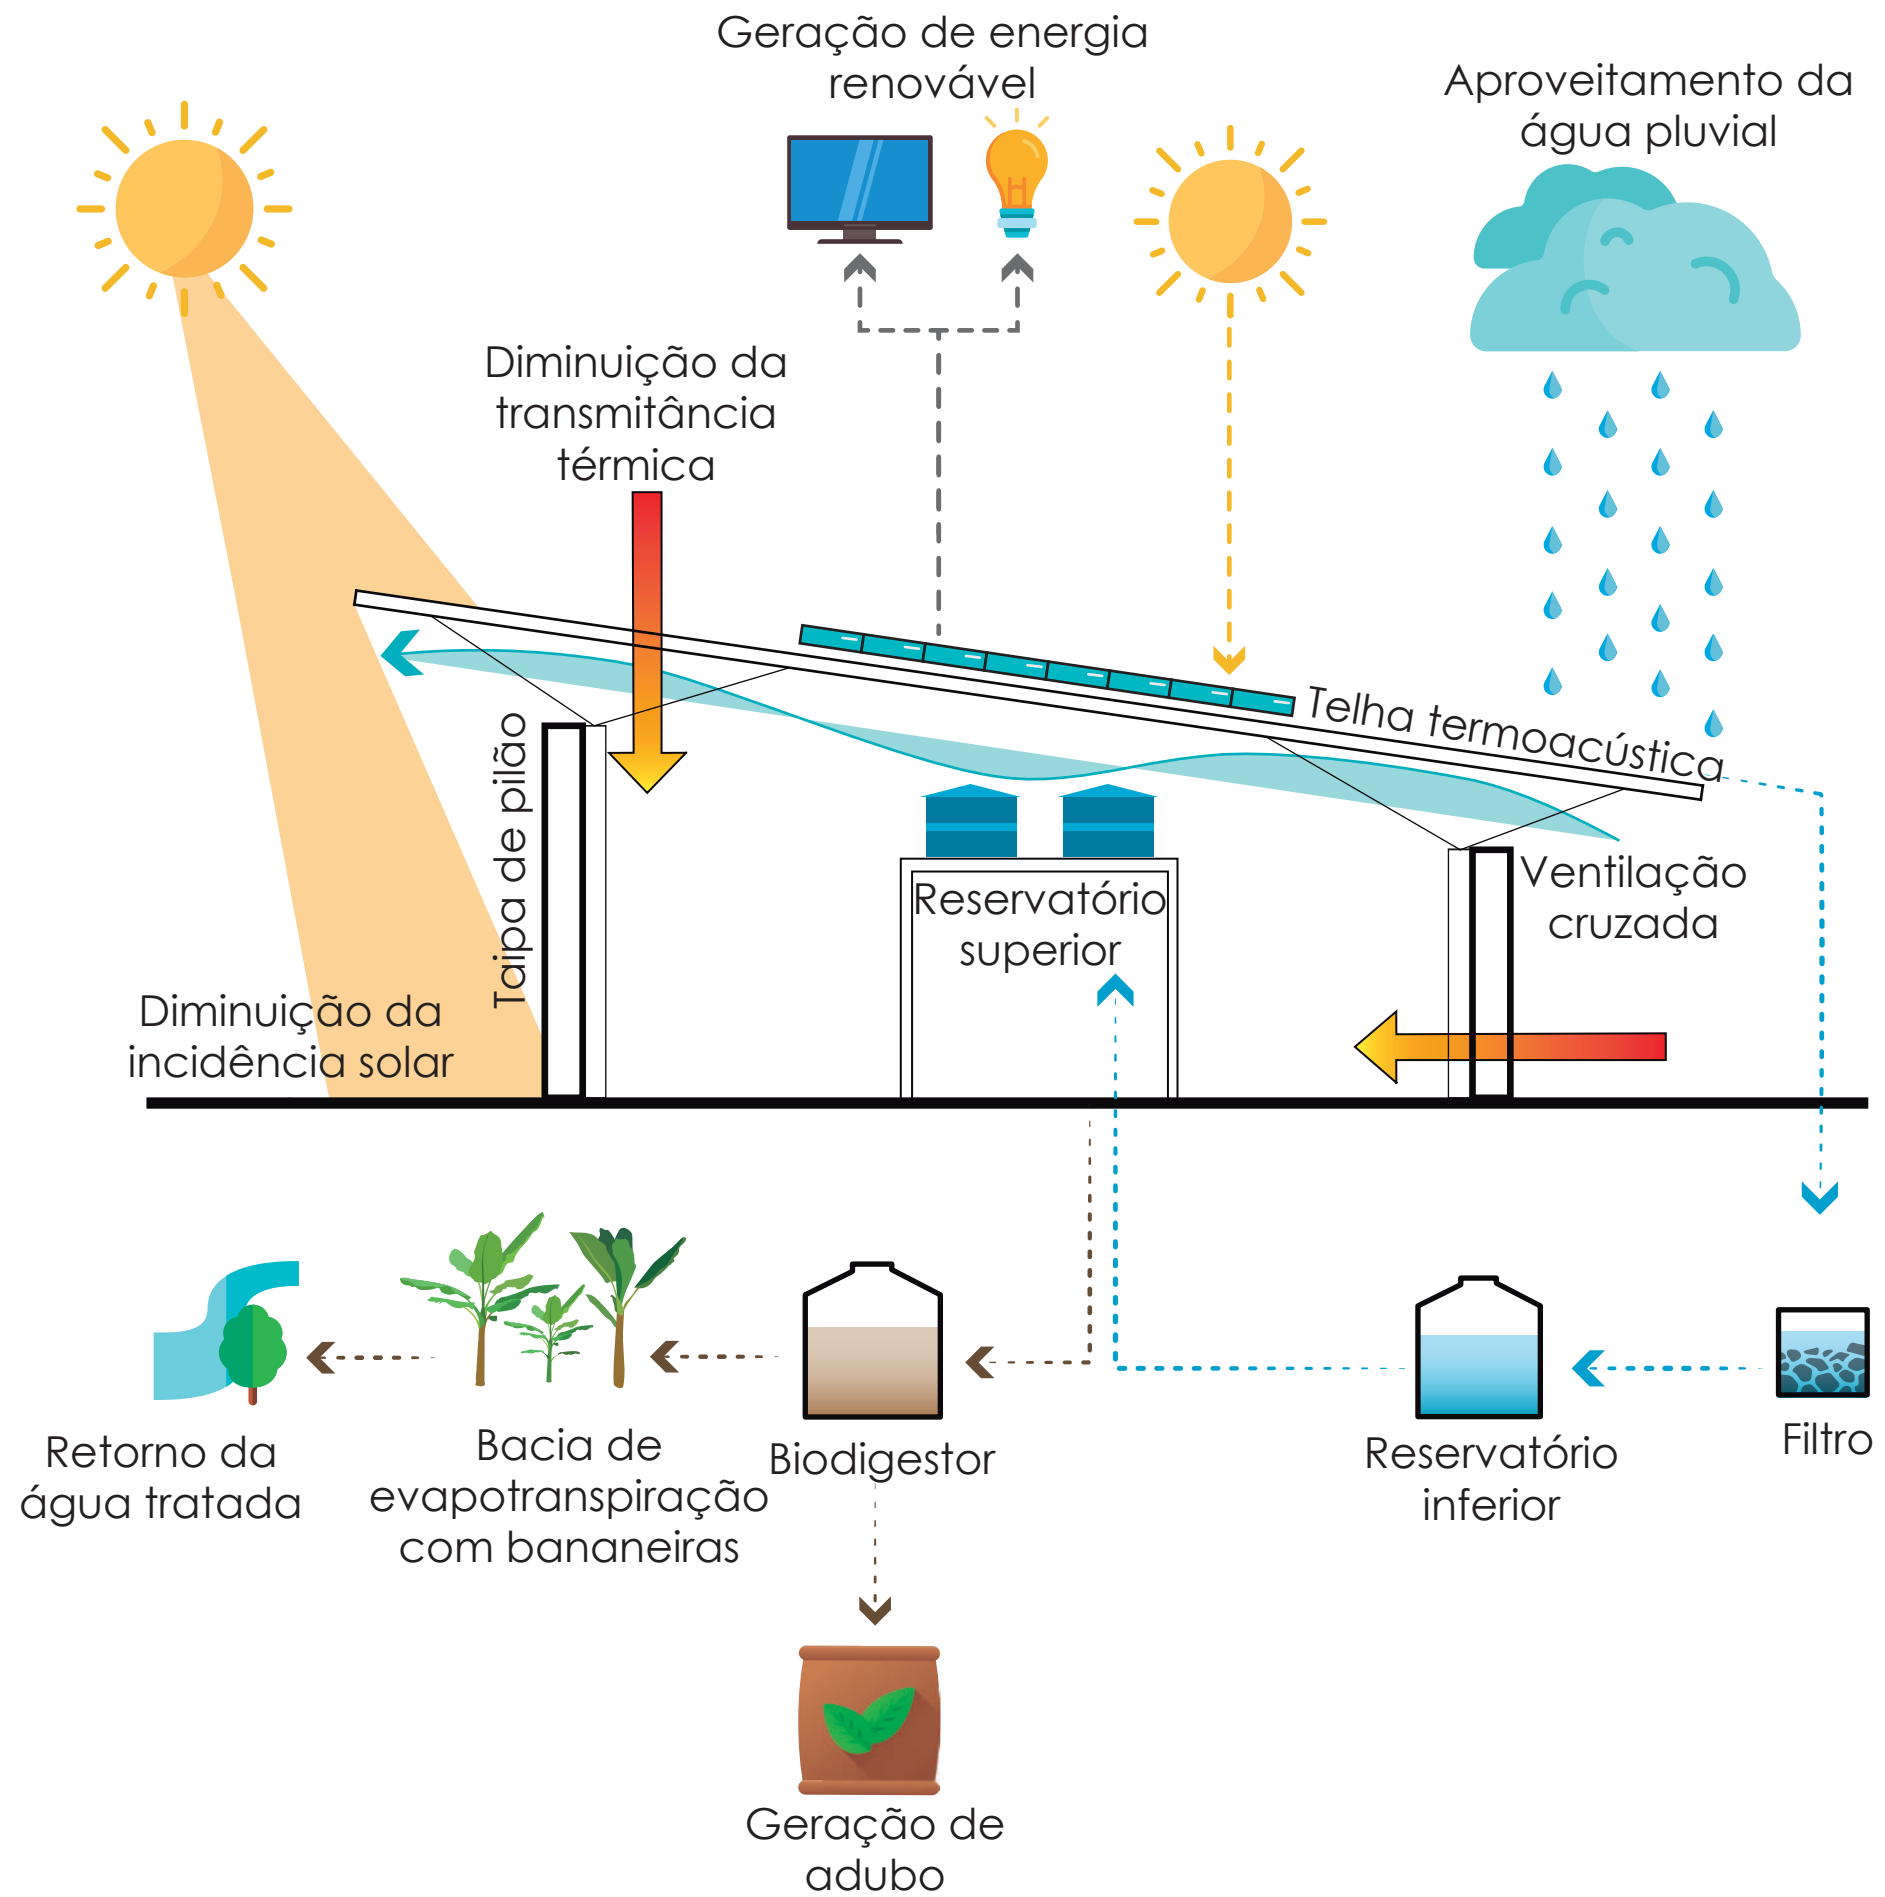 Geração de energia
renovável
Aproveitamento da
água pluvial
Diminuição da
transmitância
térmica
Telha termoacústica
Taipa de pilão
Reservatório
superior
Ventilação
cruzada
Diminuição da
incidência solar
Retorno da
água tratada
Bacia de
evapotranspiração
com bananeiras
Biodigestor
Reservatório
inferior
Filtro
Geração de
adubo